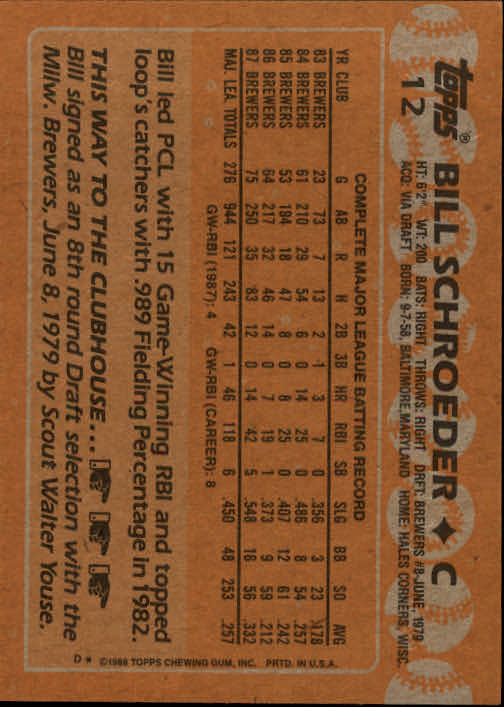 topps®
12
BILL SCHROEDER ✦ C
HT: 6'2" WT: 200 BATS: RIGHT THROWS: RIGHT DRFT: BREWERS #8-JUNE, 1979
ACQ: VIA DRAFT BORN: 9-7-58, BALTIMORE, MARYLAND HOME: HALES CORNERS, WISC.
COMPLETE MAJOR LEAGUE BATTING RECORD
YR CLUB G AB R H 2B 3B HR RBI SB SLG BB SO AVG
83 BREWERS 23 73 7 13 2 1 3 7 0 .356 3 23 .178
84 BREWERS 61 210 29 54 6 0 14 25 0 .486 8 54 .257
85 BREWERS 53 194 18 47 8 0 8 25 0 .407 12 61 .242
86 BREWERS 64 217 32 46 14 0 7 19 1 .373 9 59 .212
87 BREWERS 75 250 35 83 12 0 14 42 5 .548 16 56 .332
MAJ. LEA. TOTALS 276 944 121 243 42 1 46 118 6 .450 48 253 .257
GW-RBI (1987): 4 GW-RBI (CAREER): 8
Bill led PCL with 15 Game-Winning RBI and topped
loop's catchers with .989 Fielding Percentage in 1982.
THIS WAY TO THE CLUBHOUSE...
Bill signed as an 8th round Draft selection with the
Milw. Brewers, June 8, 1979 by Scout Walter Youse.
D* ©1988 TOPPS CHEWING GUM, INC. PRTD. IN U.S.A.